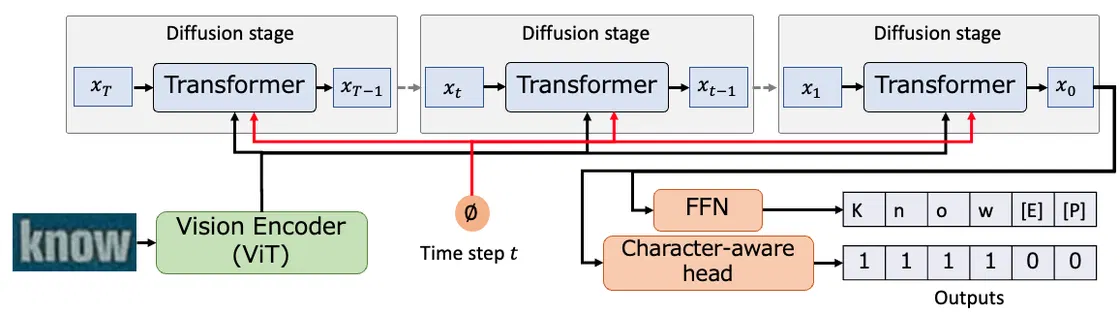 Diffusion stage
Diffusion stage
Diffusion stage
x_T Transformer x_{T−1} x_t Transformer x_{t−1} x_1 Transformer x_0
know
Vision Encoder
(ViT)
∅
Time step t
FFN
K n o w [E] [P]
Character-aware
head
1 1 1 1 0 0
Outputs